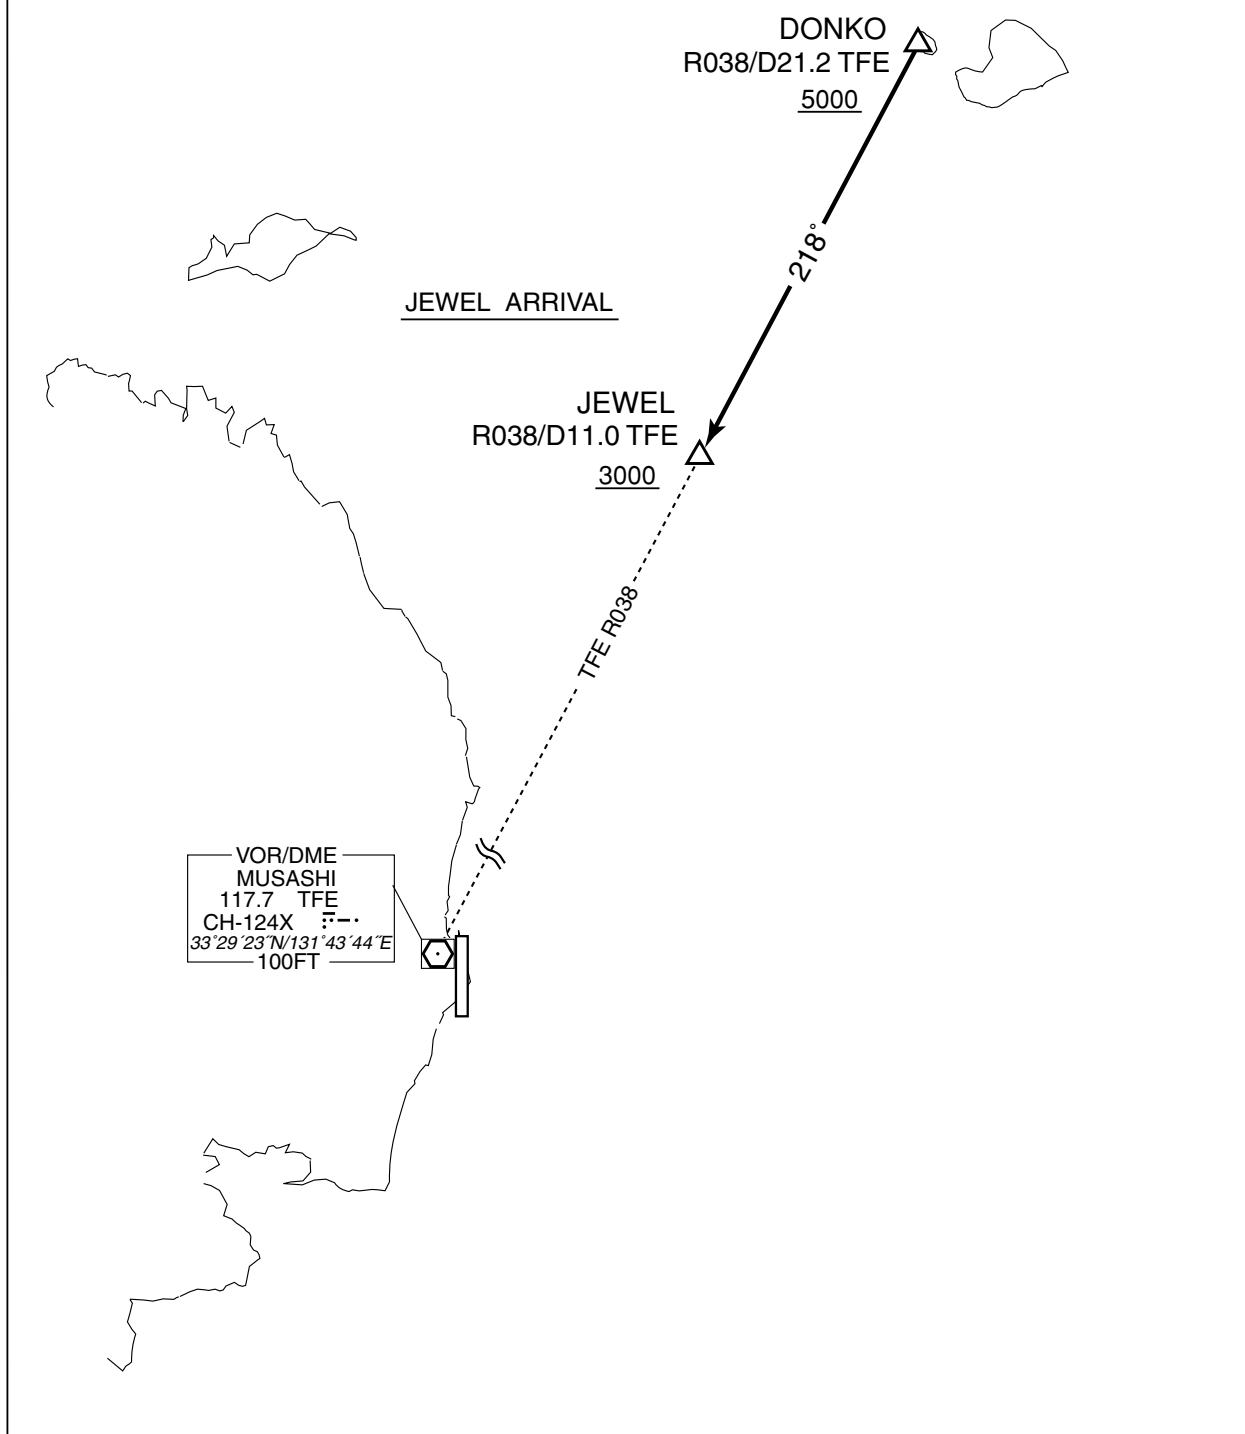 DONKO
R038/D21.2 TFE
5000
218°
JEWEL ARRIVAL
JEWEL
R038/D11.0 TFE
3000
TFE R038
VOR/DME
MUSASHI
117.7 TFE
CH-124X
33°29´23˝N/131°43´44˝E
100FT